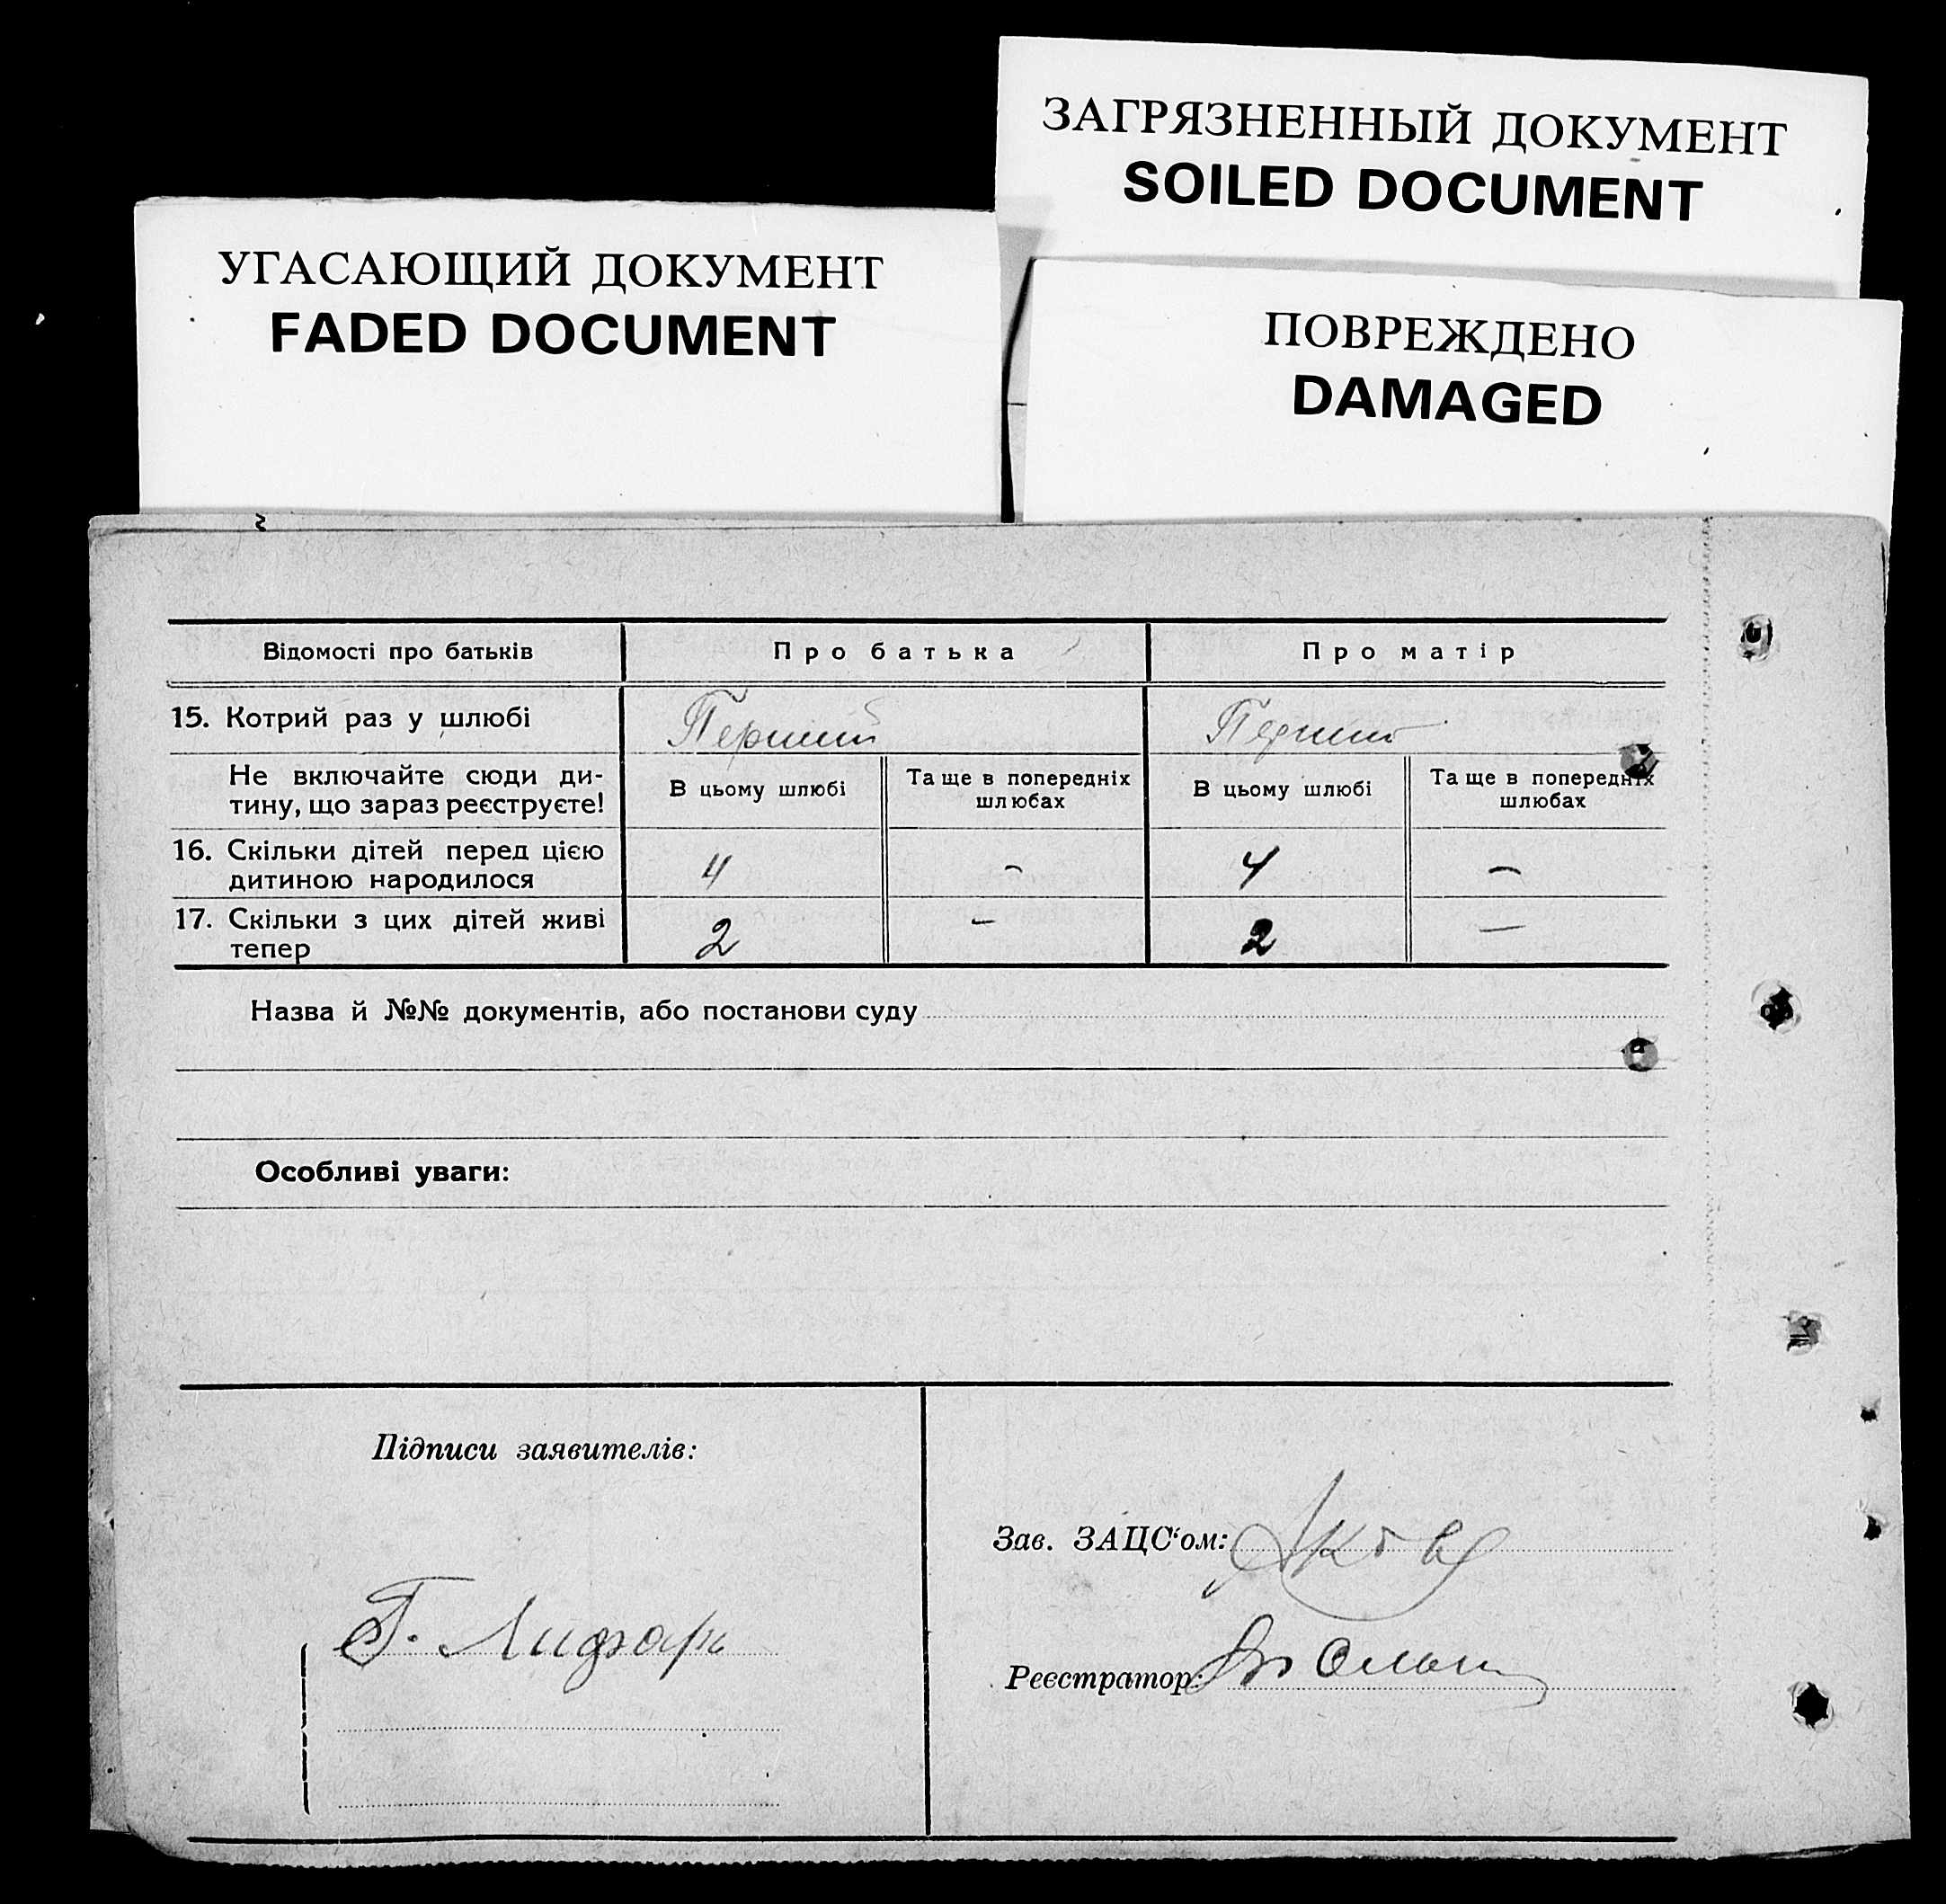 ЗАГРЯЗНЕННЫЙ ДОКУМЕНТ
SOILED DOCUMENT
УГАСАЮЩИЙ ДОКУМЕНТ
FADED DOCUMENT
ПОВРЕЖДЕНО
DAMAGED
Відомості про батьків Про батька Про матір
15. Котрий раз у шлюбі Перший Перший
Не включайте сюди ди-
тину, що зараз реєструєте!
В цьому шлюбі
Та ще в попередніх
шлюбах
В цьому шлюбі
Та ще в попередніх
шлюбах
16. Скільки дітей перед цією
дитиною народилося
4 – 4 –
17. Скільки з цих дітей живі
тепер
2 – 2 –
Назва й №№ документів, або постанови суду
Особливі уваги:
Підписи заявителів:
Г. Лифарь
Зав. ЗАЦС‘ом:
Реєстратор: